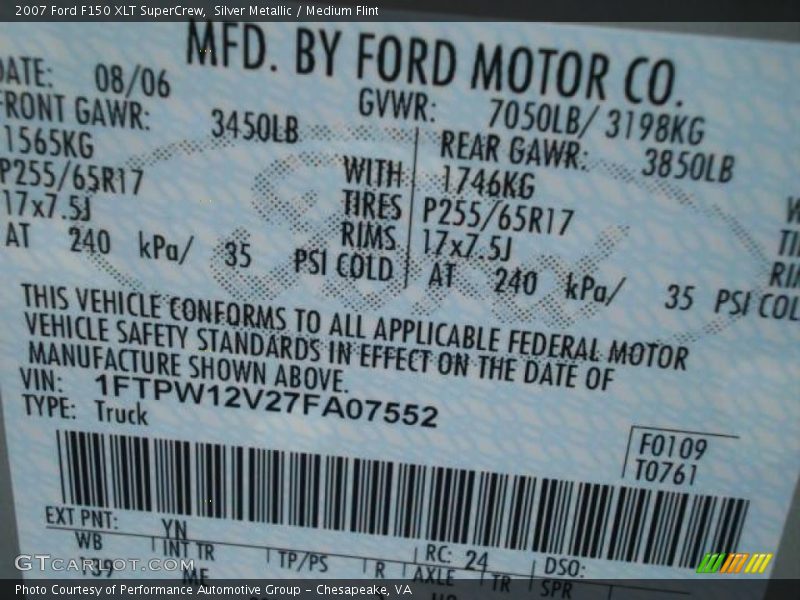 2007 Ford F150 XLT SuperCrew, Silver Metallic / Medium Flint
MFD. BY FORD MOTOR CO.
DATE: 08/06 GVWR: 7050LB/ 3198KG
FRONT GAWR: 3450LB REAR GAWR: 3850LB
1565KG WITH 1746KG
P255/65R17 TIRES P255/65R17
17x7.5J RIMS 17x7.5J
AT 240 kPa/ 35 PSI COLD AT 240 kPa/ 35 PSI COL
THIS VEHICLE CONFORMS TO ALL APPLICABLE FEDERAL MOTOR
VEHICLE SAFETY STANDARDS IN EFFECT ON THE DATE OF
MANUFACTURE SHOWN ABOVE.
VIN: 1FTPW12V27FA07552
TYPE: Truck
F0109
T0761
EXT PNT: YN RC: 24 DSO:
WB INT TR TP/PS R AXLE TR SPR
139 ME
GTCarLot.com
Photo Courtesy of Performance Automotive Group - Chesapeake, VA